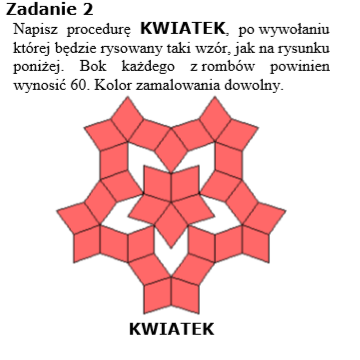 Zadanie 2
Napisz procedurę KWIATEK, po wywołaniu
której będzie rysowany taki wzór, jak na rysunku
poniżej. Bok każdego z rombów powinien
wynosić 60. Kolor zamalowania dowolny.
KWIATEK